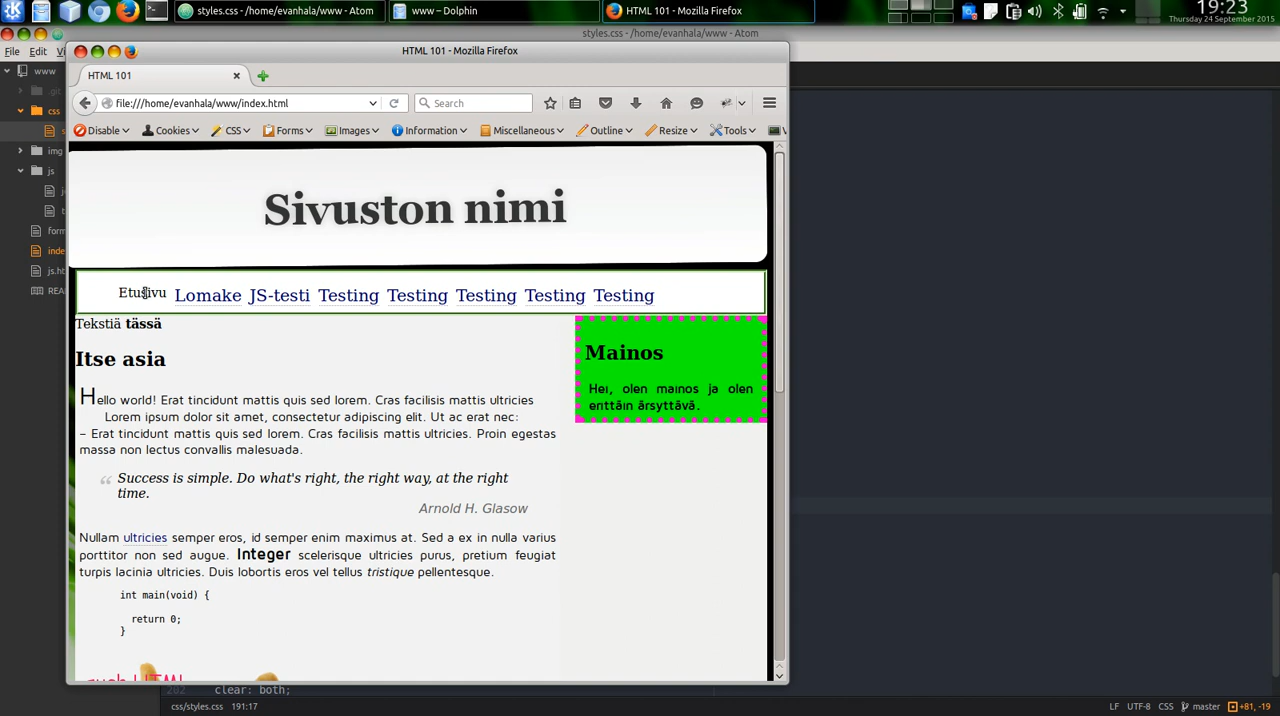 styles.css - /home/evanhala/www - Atom
www – Dolphin
HTML 101 - Mozilla Firefox
19:23
Thursday 24 September 2015
styles.css - /home/evanhala/www - Atom
File Edit
HTML 101 - Mozilla Firefox
HTML 101
file:///home/evanhala/www/index.html
Search
Disable Cookies CSS Forms Images Information Miscellaneous Outline Resize Tools
www
.git
css
img
js
js.h
Sivuston nimi
Etusivu Lomake JS-testi Testing Testing Testing Testing Testing
Tekstiä tässä
Mainos
Hei, olen mainos ja olen
erittäin ärsyttävä.
Itse asia
Hello world! Erat tincidunt mattis quis sed lorem. Cras facilisis mattis ultricies
Lorem ipsum dolor sit amet, consectetur adipiscing elit. Ut ac erat nec:
– Erat tincidunt mattis quis sed lorem. Cras facilisis mattis ultricies. Proin egestas
massa non lectus convallis malesuada.
“ Success is simple. Do what's right, the right way, at the right
time.
Arnold H. Glasow
Nullam ultricies semper eros, id semper enim maximus at. Sed a ex in nulla varius
porttitor non sed augue. Integer scelerisque ultricies purus, pretium feugiat
turpis lacinia ultricies. Duis lobortis eros vel tellus tristique pellentesque.
int main(void) {
return 0;
}
202 clear: both;
css/styles.css 191:17
LF UTF-8 CSS master +81, -19